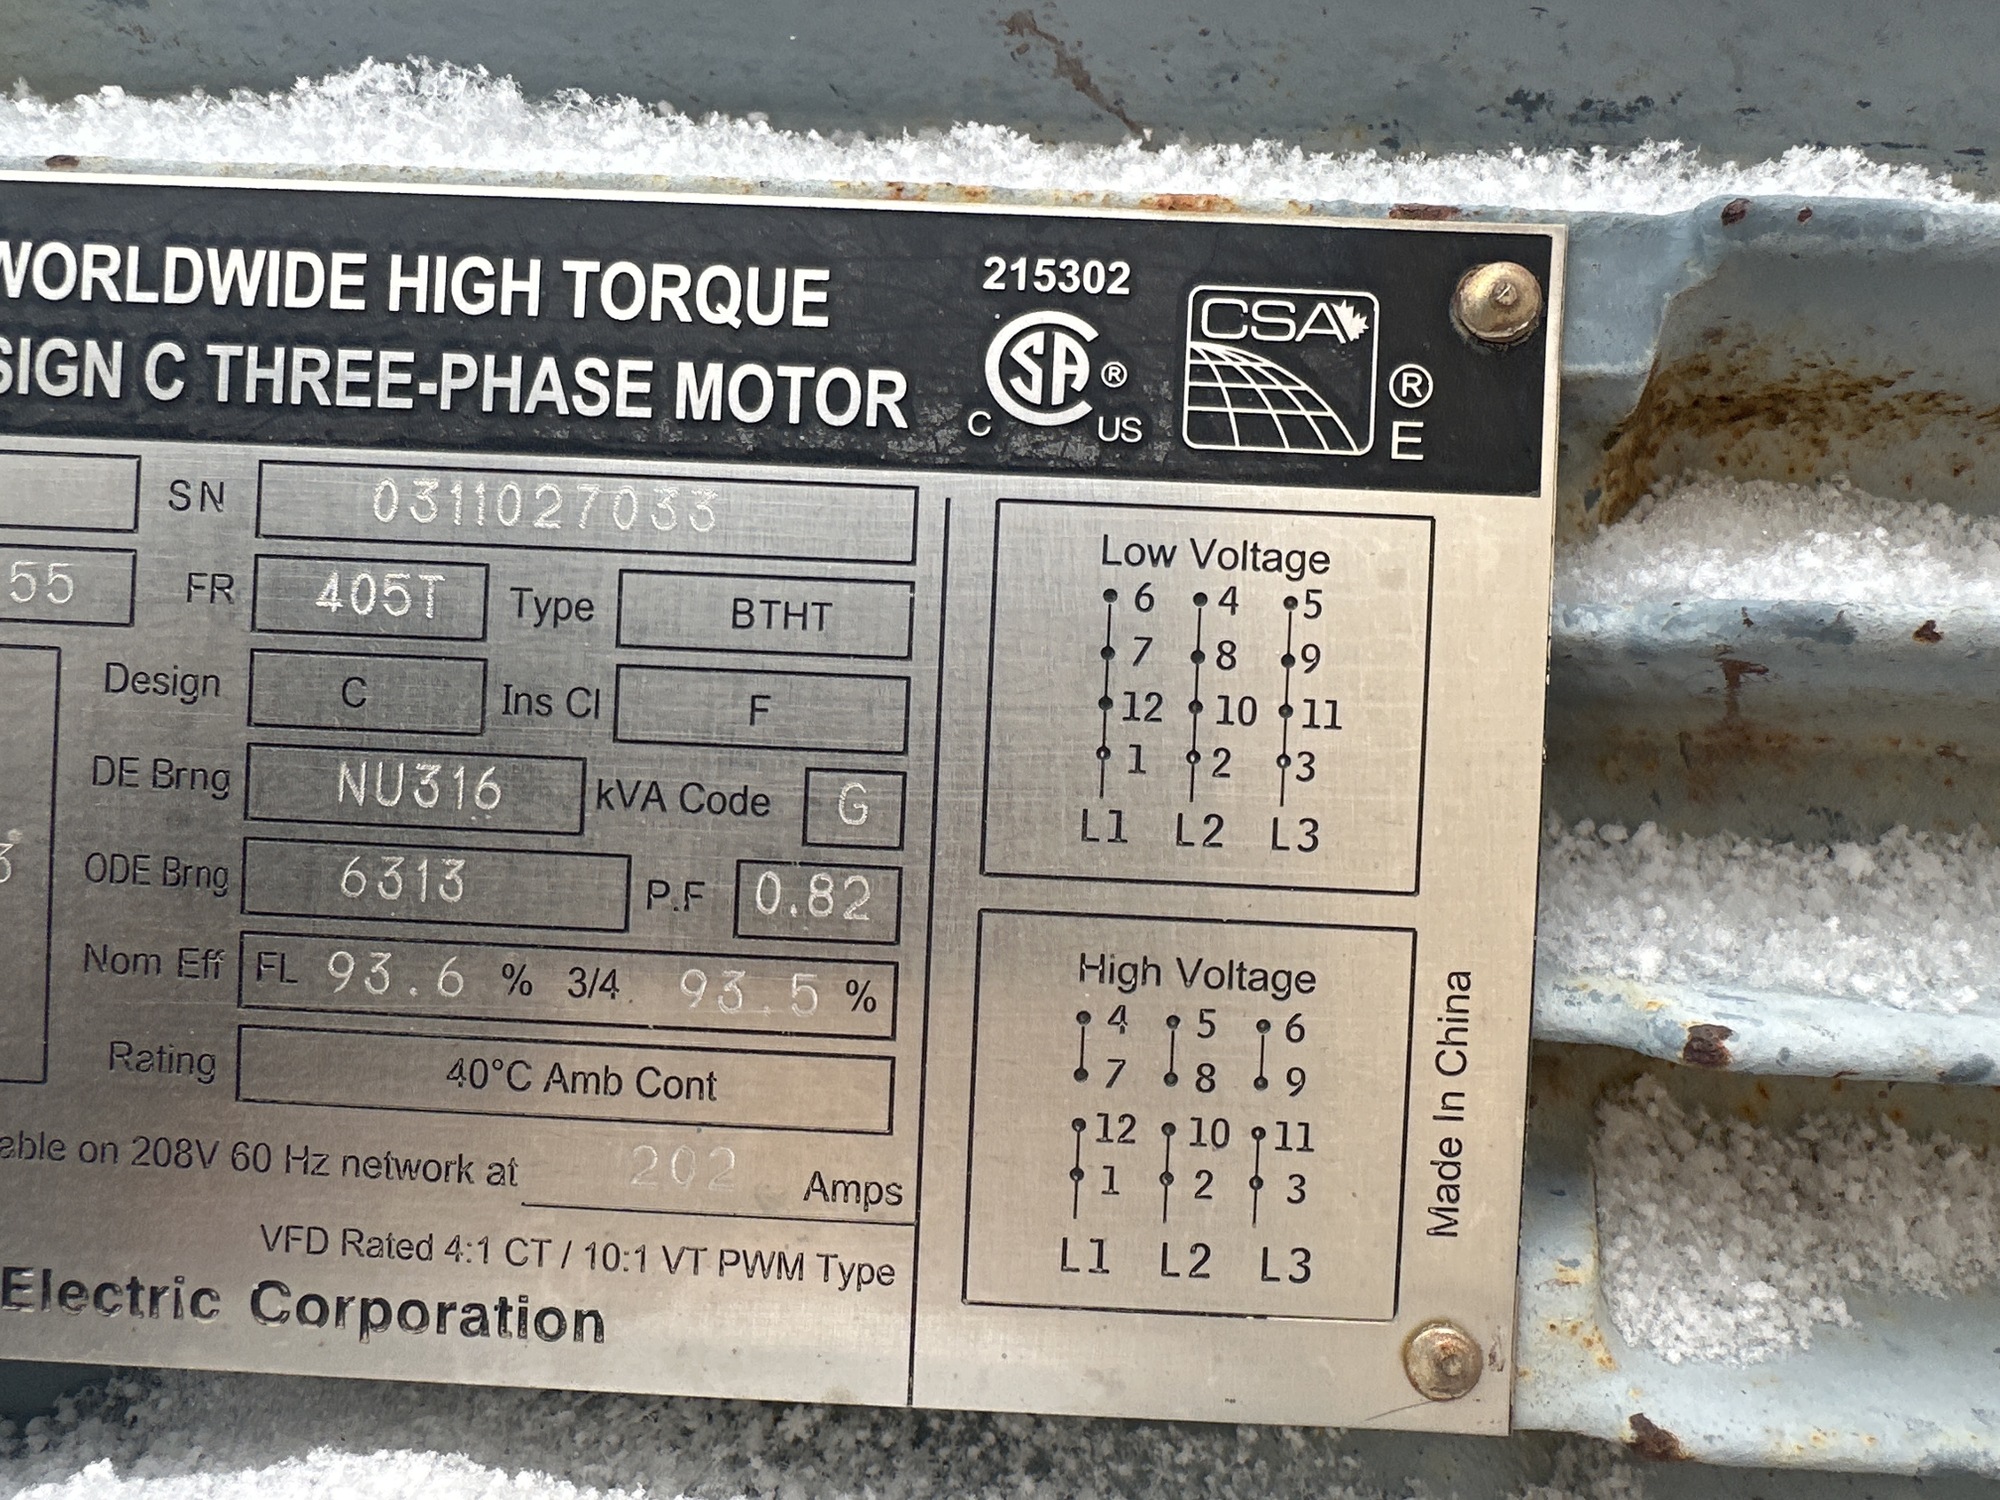 WORLDWIDE HIGH TORQUE
SIGN C THREE-PHASE MOTOR
215302
CSA
®
C US
CSA
®
E
SN 0311027033
55 FR 405T Type BTHT
Design C Ins Cl F
DE Brng NU316 kVA Code G
3
ODE Brng 6313 P.F 0.82
Nom Eff FL 93.6 % 3/4 93.5 %
Rating 40°C Amb Cont
able on 208V 60 Hz network at 202 Amps
VFD Rated 4:1 CT / 10:1 VT PWM Type
Electric Corporation
Low Voltage
6 4 5
7 8 9
12 10 11
1 2 3
L1 L2 L3
High Voltage
4 5 6
7 8 9
12 10 11
1 2 3
L1 L2 L3
Made In China